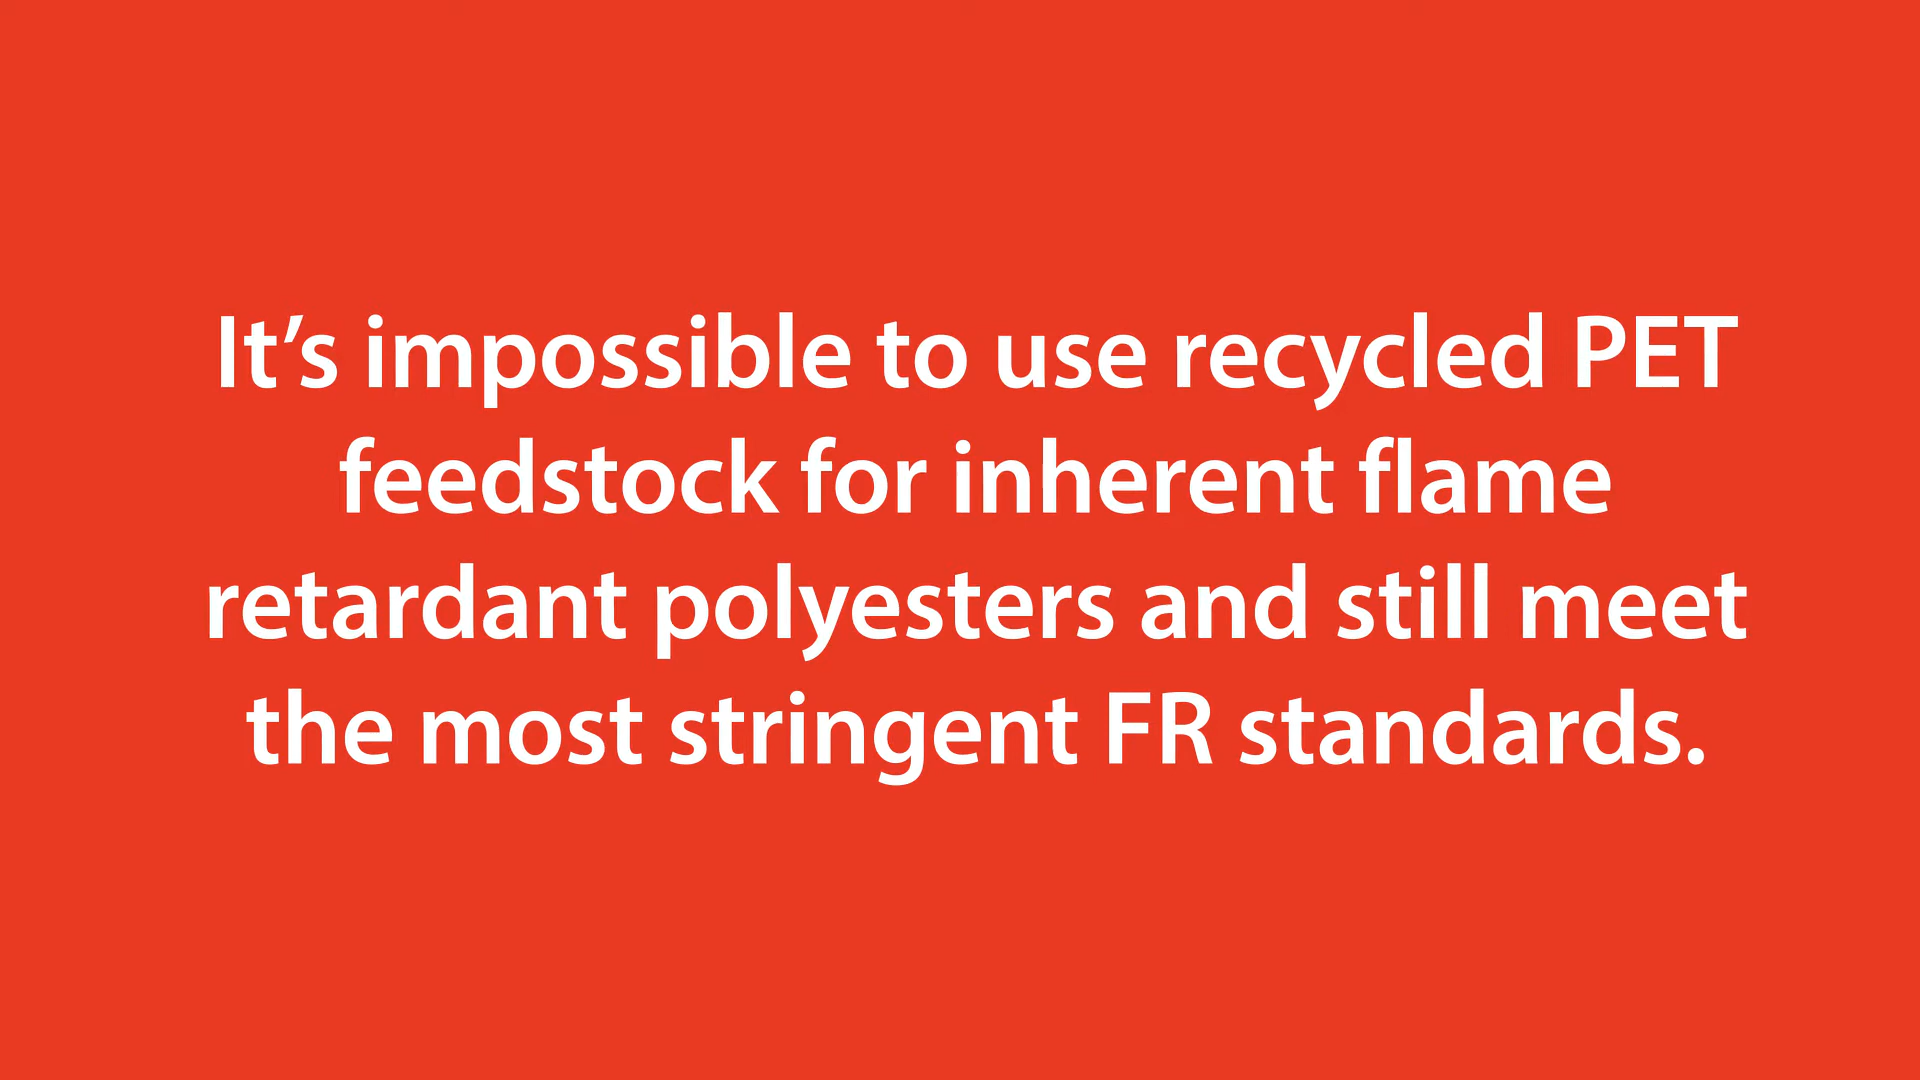 It’s impossible to use recycled PET
feedstock for inherent flame
retardant polyesters and still meet
the most stringent FR standards.